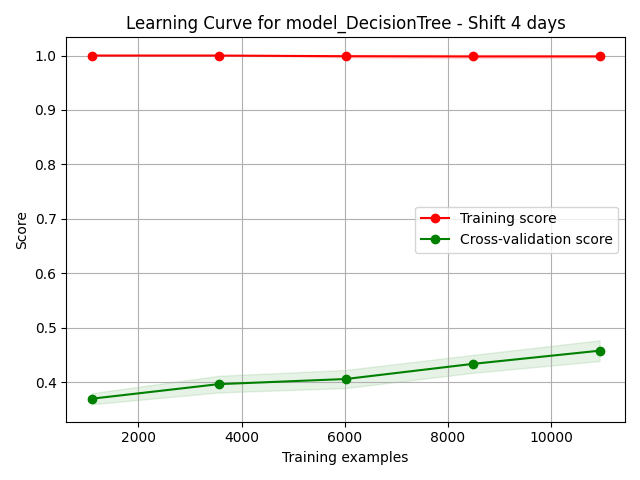 Learning Curve for model_DecisionTree - Shift 4 days
Score
1.0
0.9
0.8
0.7
0.6
0.5
0.4
Training score
Cross-validation score
2000 4000 6000 8000 10000
Training examples